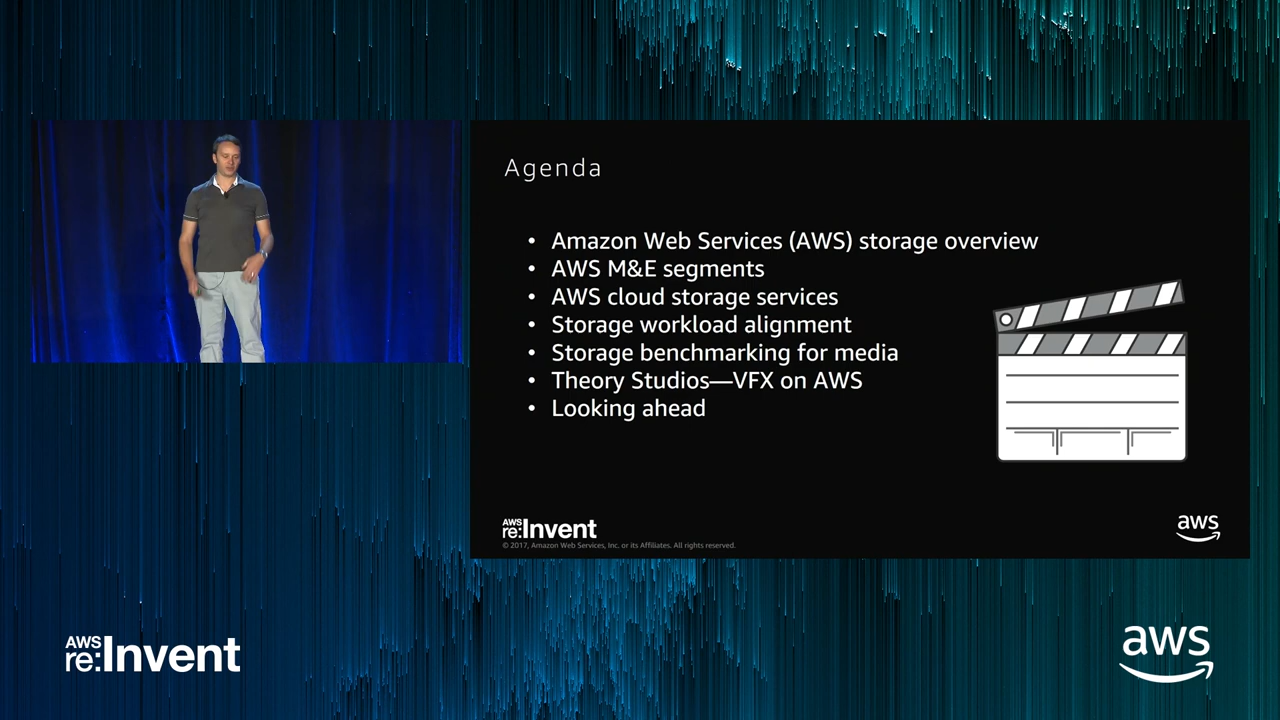 Agenda
• Amazon Web Services (AWS) storage overview
• AWS M&E segments
• AWS cloud storage services
• Storage workload alignment
• Storage benchmarking for media
• Theory Studios—VFX on AWS
• Looking ahead
AWS
re:Invent
© 2017, Amazon Web Services, Inc. or its Affiliates. All rights reserved.
aws
AWS
re:Invent
aws